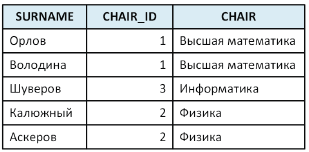 SURNAME CHAIR_ID CHAIR
Орлов 1 Высшая математика
Володина 1 Высшая математика
Шуверов 3 Информатика
Калюжный 2 Физика
Аскеров 2 Физика